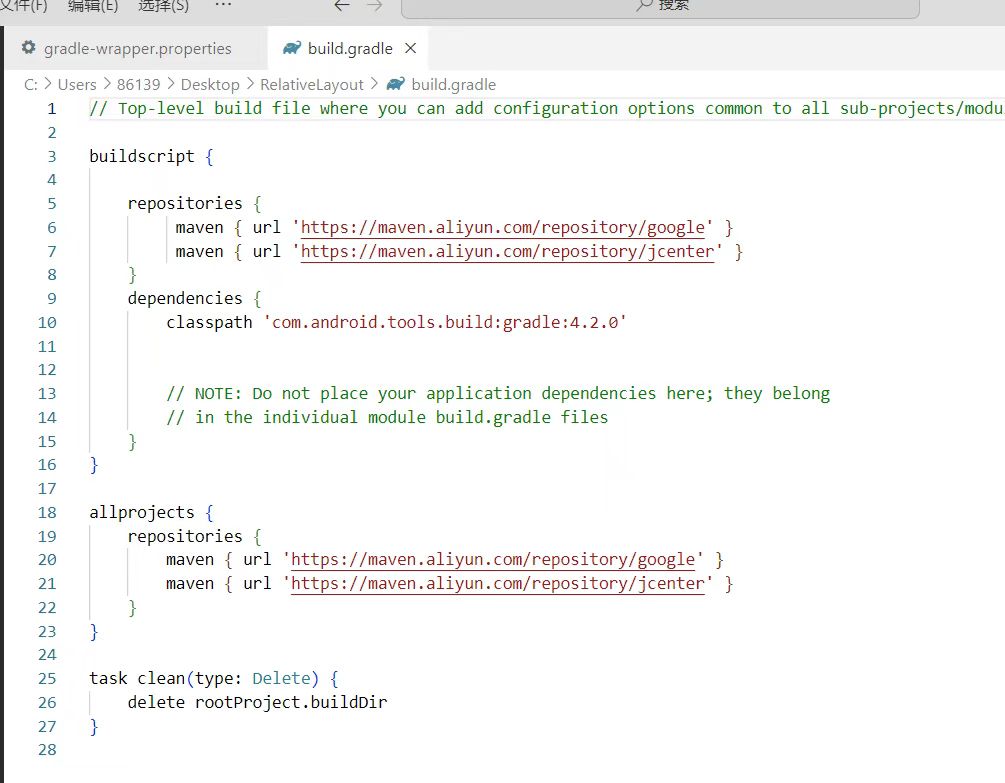 文件(F) 编辑(E) 选择(S) ··· ← → 搜索
gradle-wrapper.properties build.gradle ×
C: > Users > 86139 > Desktop > RelativeLayout > build.gradle
1 // Top-level build file where you can add configuration options common to all sub-projects/modu
2
3 buildscript {
4
5 repositories {
6 maven { url 'https://maven.aliyun.com/repository/google' }
7 maven { url 'https://maven.aliyun.com/repository/jcenter' }
8 }
9 dependencies {
10 classpath 'com.android.tools.build:gradle:4.2.0'
11
12
13 // NOTE: Do not place your application dependencies here; they belong
14 // in the individual module build.gradle files
15 }
16 }
17
18 allprojects {
19 repositories {
20 maven { url 'https://maven.aliyun.com/repository/google' }
21 maven { url 'https://maven.aliyun.com/repository/jcenter' }
22 }
23 }
24
25 task clean(type: Delete) {
26 delete rootProject.buildDir
27 }
28